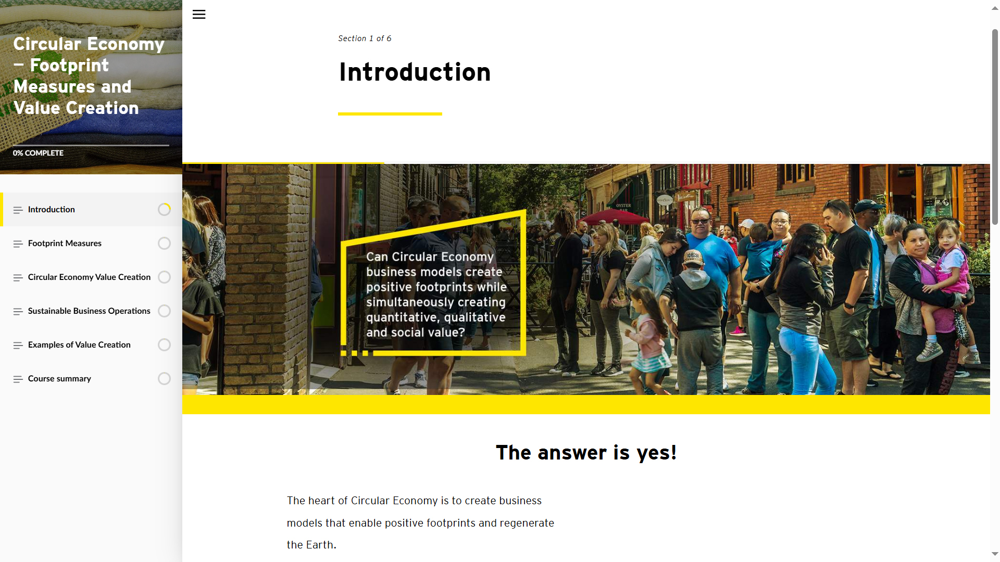 Circular Economy
– Footprint
Measures and
Value Creation
0% COMPLETE
Introduction
Footprint Measures
Circular Economy Value Creation
Sustainable Business Operations
Examples of Value Creation
Course summary
Section 1 of 6
Introduction
OYSTER
BAR
Can Circular Economy
business models create
positive footprints while
simultaneously creating
quantitative, qualitative
and social value?
BADGERS
The answer is yes!
The heart of Circular Economy is to create business
models that enable positive footprints and regenerate
the Earth.